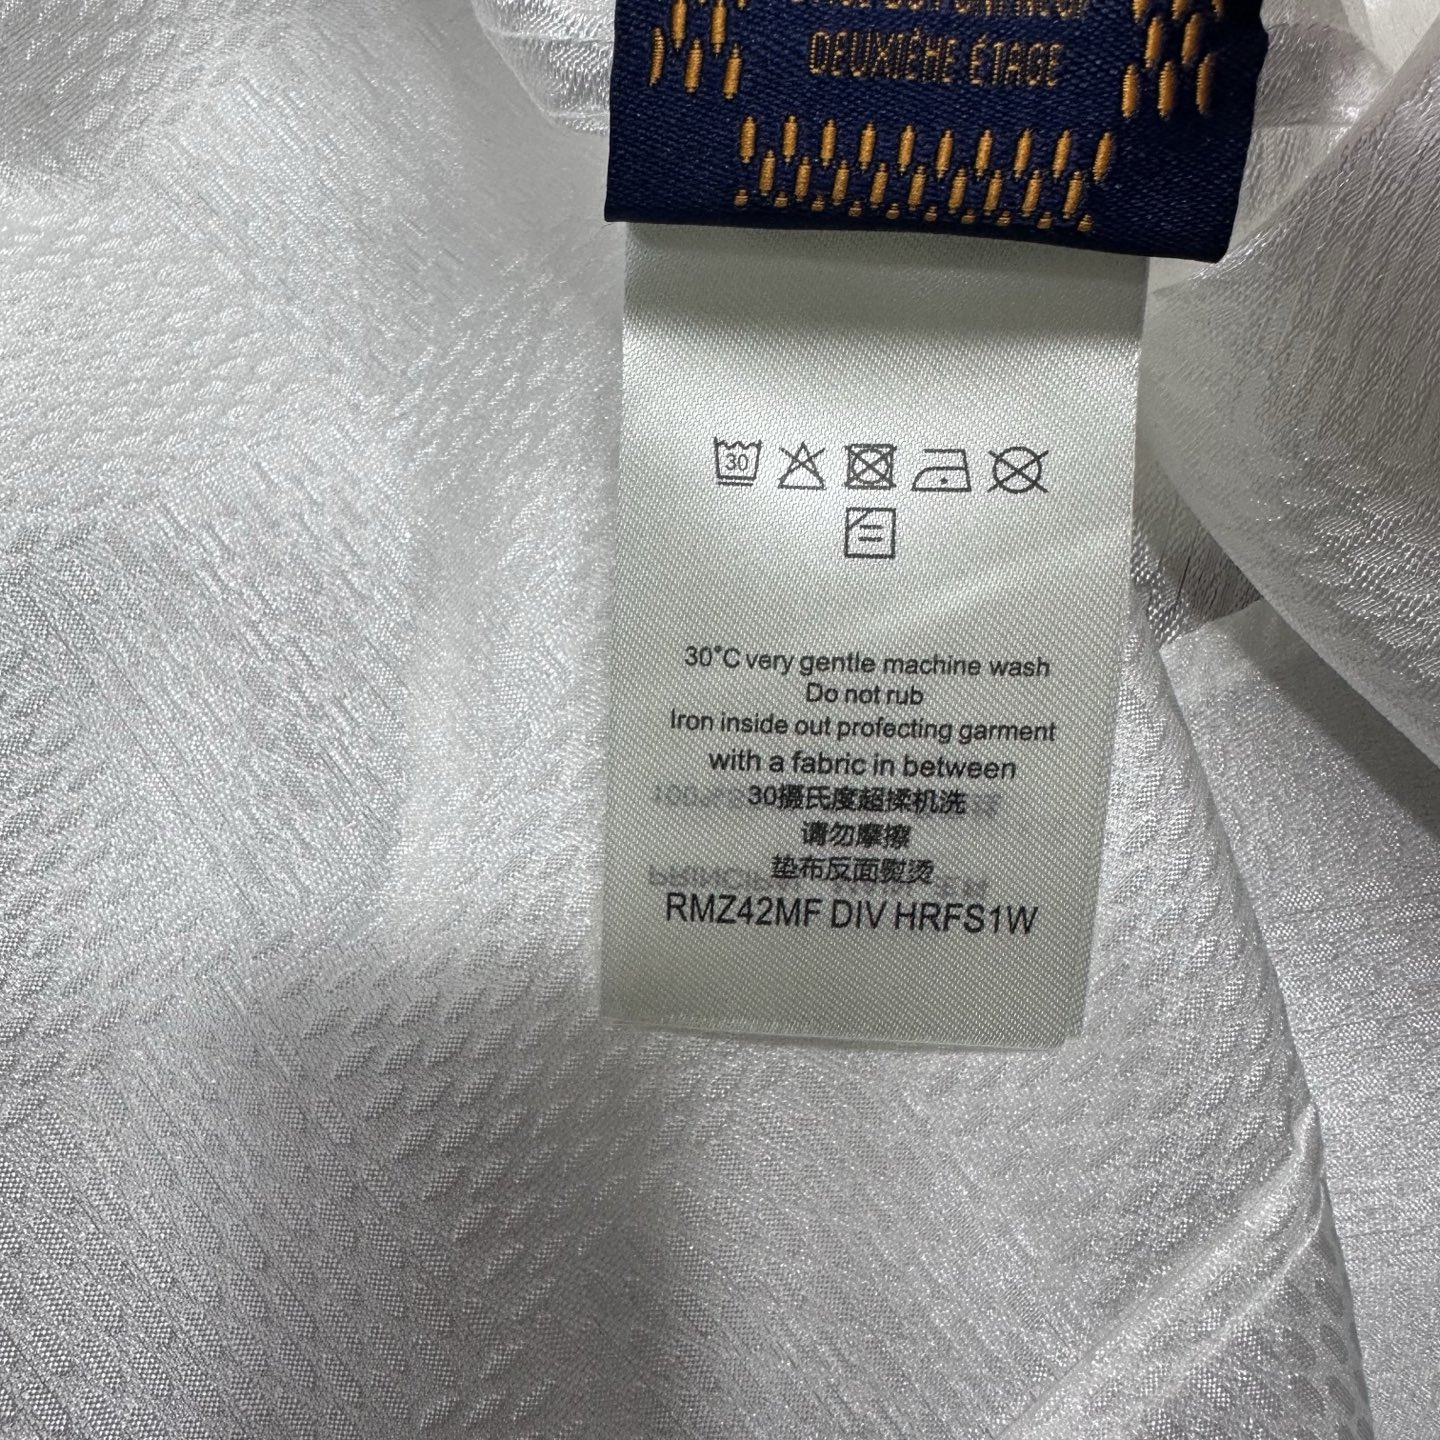 DEUXIÈME ÉTAGE
30
30°C very gentle machine wash
Do not rub
Iron inside out profecting garment
with a fabric in between
30摄氏度超揉机洗
请勿摩擦
垫布反面熨烫
RMZ42MF DIV HRFS1W